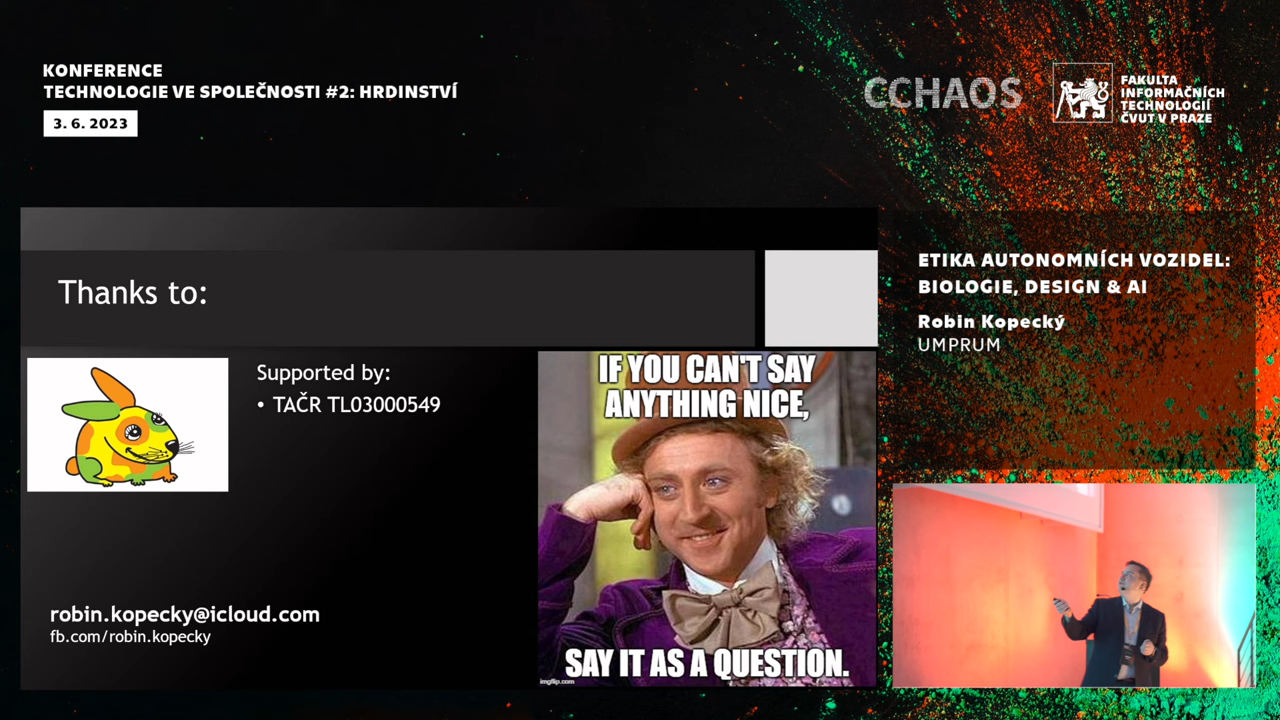 KONFERENCE
TECHNOLOGIE VE SPOLEČNOSTI #2: HRDINSTVÍ
3. 6. 2023
CCHAOS
FAKULTA
INFORMAČNÍCH
TECHNOLOGIÍ
ČVUT V PRAZE
Thanks to:
Supported by:
• TAČR TL03000549
robin.kopecky@icloud.com
fb.com/robin.kopecky
IF YOU CAN'T SAY
ANYTHING NICE,
SAY IT AS A QUESTION.
imgflip.com
ETIKA AUTONOMNÍCH VOZIDEL:
BIOLOGIE, DESIGN & AI
Robin Kopecký
UMPRUM